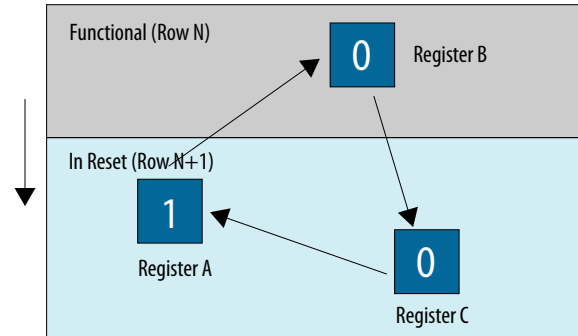 Functional (Row N)
0
Register B
In Reset (Row N+1)
1
Register A
0
Register C